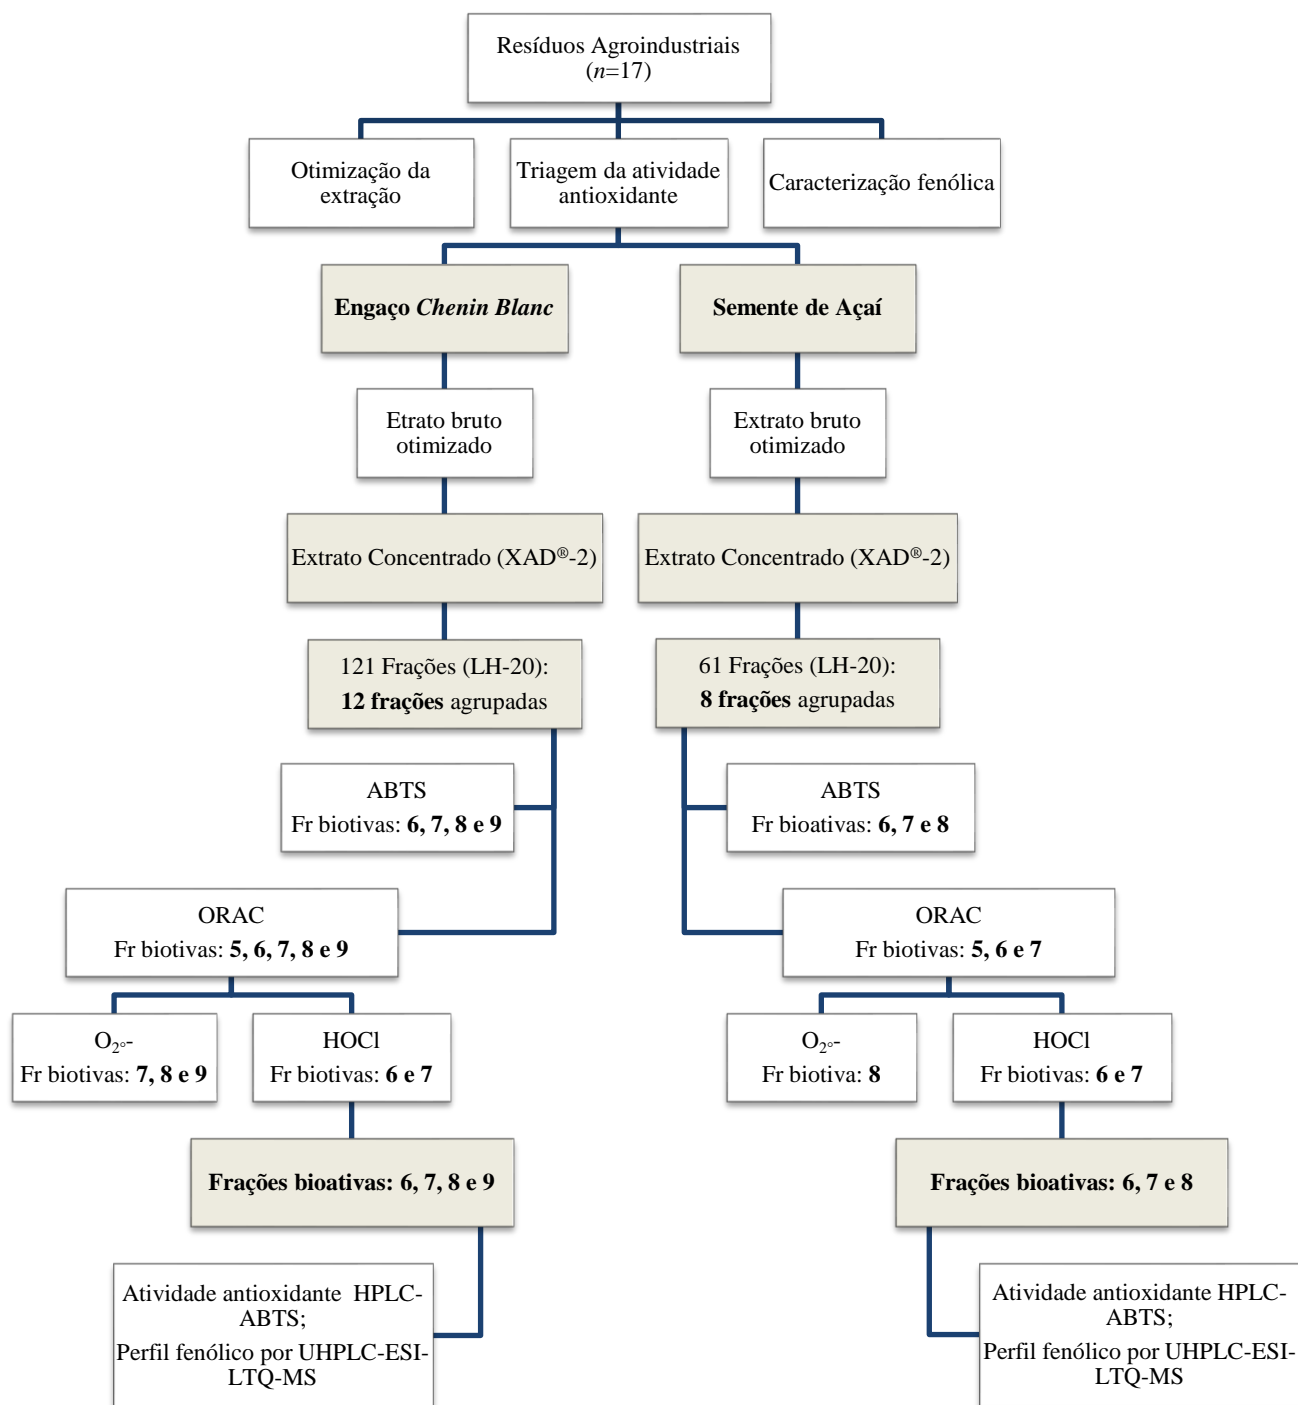 Resíduos Agroindustriais
(n=17)
Otimização da
extração
Triagem da atividade
antioxidante
Caracterização fenólica
Engaço Chenin Blanc
Semente de Açaí
Etrato bruto
otimizado
Extrato bruto
otimizado
Extrato Concentrado (XAD®-2)
Extrato Concentrado (XAD®-2)
121 Frações (LH-20):
12 frações agrupadas
61 Frações (LH-20):
8 frações agrupadas
ABTS
Fr biotivas: 6, 7, 8 e 9
ABTS
Fr bioativas: 6, 7 e 8
ORAC
Fr biotivas: 5, 6, 7, 8 e 9
ORAC
Fr biotivas: 5, 6 e 7
O₂°-
Fr biotivas: 7, 8 e 9
HOCl
Fr biotivas: 6 e 7
O₂°-
Fr biotiva: 8
HOCl
Fr biotivas: 6 e 7
Frações bioativas: 6, 7, 8 e 9
Frações bioativas: 6, 7 e 8
Atividade antioxidante HPLC-
ABTS;
Perfil fenólico por UHPLC-ESI-
LTQ-MS
Atividade antioxidante HPLC-
ABTS;
Perfil fenólico por UHPLC-ESI-
LTQ-MS